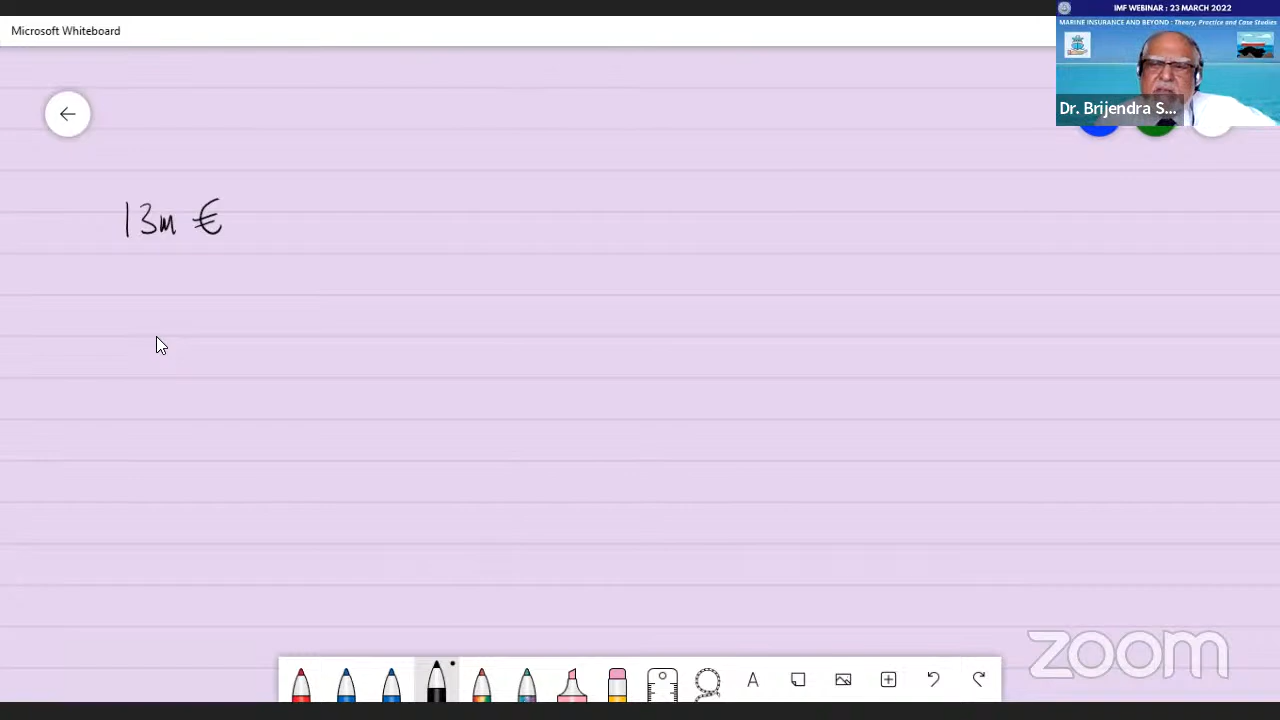 IMF WEBINAR : 23 MARCH 2022
MARINE INSURANCE AND BEYOND : Theory, Practice and Case Studies
Microsoft Whiteboard
Dr. Brijendra S...
13m €
A
zoom